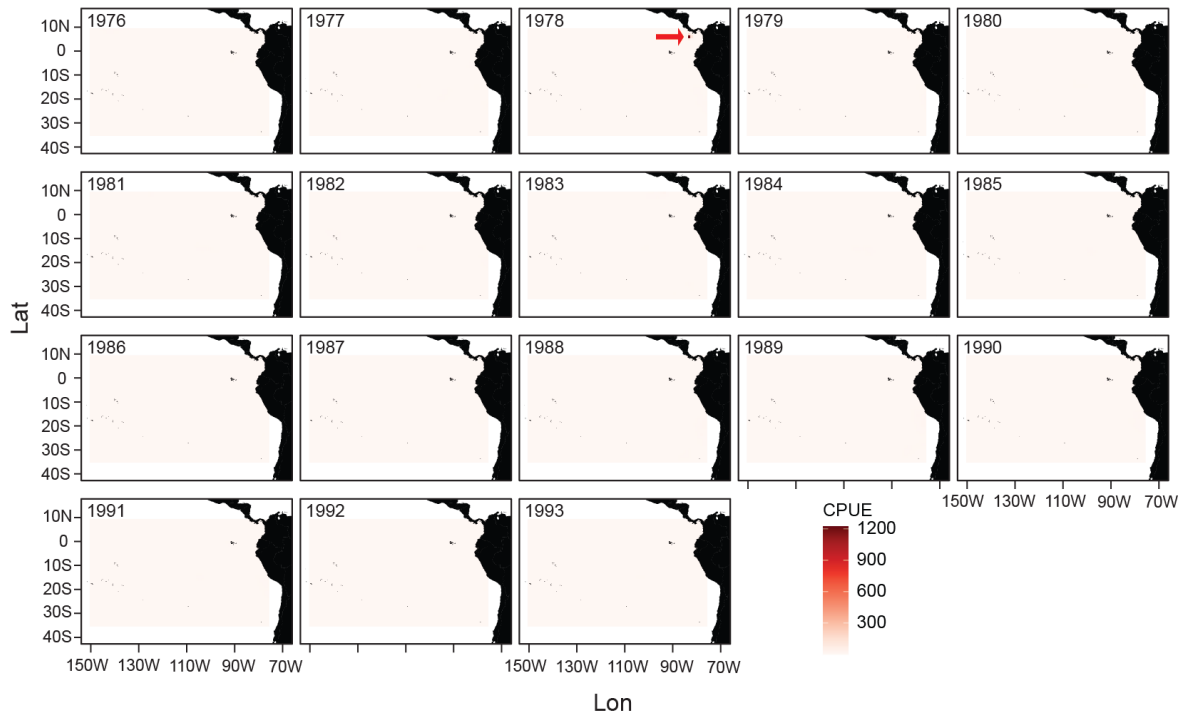 1976 1977 1978 1979 1980
10N
0
10S
20S
30S
40S
1981 1982 1983 1984 1985
10N
0
10S
20S
30S
40S
1986 1987 1988 1989 1990
10N
0
10S
20S
30S
40S
150W 130W 110W 90W 70W
1991 1992 1993
10N
0
10S
20S
30S
40S
150W 130W 110W 90W 70W 150W 130W 110W 90W 70W
CPUE
1200
900
600
300
Lat
Lon